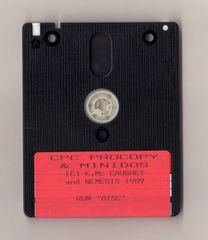 CPC PROCOPY
& MINIDOS
(C) K.Mc CAUGHEY
and NEMESIS 1989
RUN "DISC"